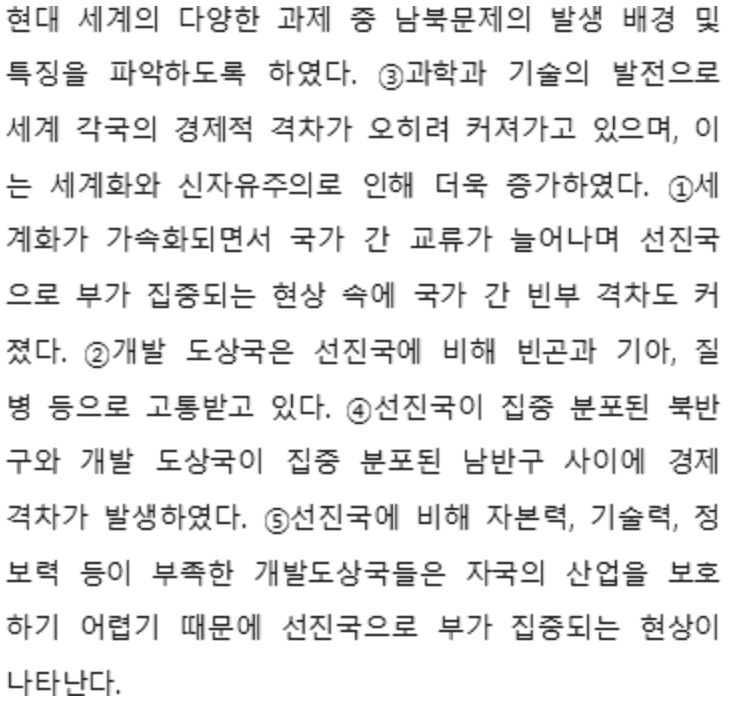 현대 세계의 다양한 과제 중 남북문제의 발생 배경 및
특징을 파악하도록 하였다. ③과학과 기술의 발전으로
세계 각국의 경제적 격차가 오히려 커져가고 있으며, 이
는 세계화와 신자유주의로 인해 더욱 증가하였다. ①세
계화가 가속화되면서 국가 간 교류가 늘어나며 선진국
으로 부가 집중되는 현상 속에 국가 간 빈부 격차도 커
졌다. ②개발 도상국은 선진국에 비해 빈곤과 기아, 질
병 등으로 고통받고 있다. ④선진국이 집중 분포된 북반
구와 개발 도상국이 집중 분포된 남반구 사이에 경제
격차가 발생하였다. ⑤선진국에 비해 자본력, 기술력, 정
보력 등이 부족한 개발도상국들은 자국의 산업을 보호
하기 어렵기 때문에 선진국으로 부가 집중되는 현상이
나타난다.